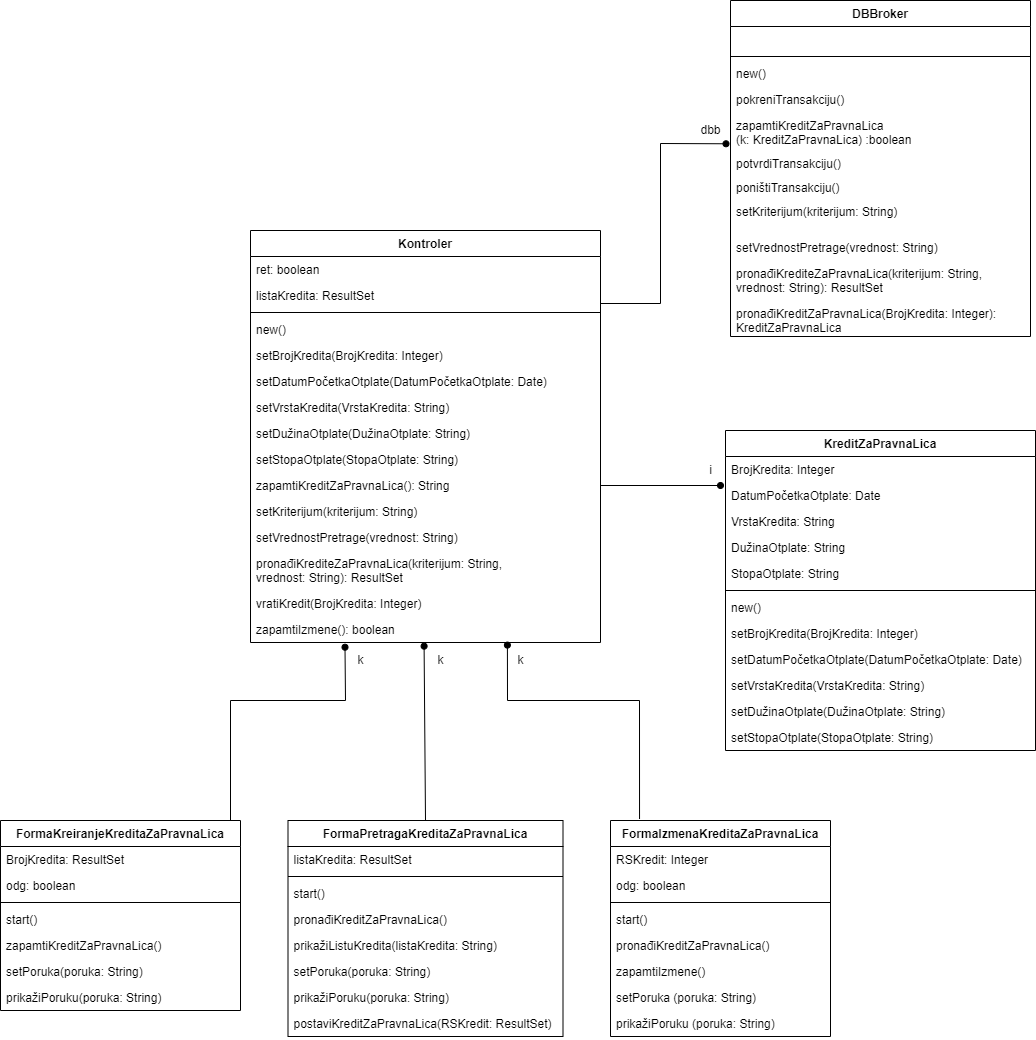 DBBroker
new()
pokreniTransakciju()
zapamtiKreditZaPravnaLica
(k: KreditZaPravnaLica) :boolean
potvrdiTransakciju()
poništiTransakciju()
setKriterijum(kriterijum: String)
setVrednostPretrage(vrednost: String)
pronađiKrediteZaPravnaLica(kriterijum: String,
vrednost: String): ResultSet
pronađiKreditZaPravnaLica(BrojKredita: Integer):
KreditZaPravnaLica
dbb
Kontroler
ret: boolean
listaKredita: ResultSet
new()
setBrojKredita(BrojKredita: Integer)
setDatumPočetkaOtplate(DatumPočetkaOtplate: Date)
setVrstaKredita(VrstaKredita: String)
setDužinaOtplate(DužinaOtplate: String)
setStopaOtplate(StopaOtplate: String)
zapamtiKreditZaPravnaLica(): String
setKriterijum(kriterijum: String)
setVrednostPretrage(vrednost: String)
pronađiKrediteZaPravnaLica(kriterijum: String,
vrednost: String): ResultSet
vratiKredit(BrojKredita: Integer)
zapamtiIzmene(): boolean
i
KreditZaPravnaLica
BrojKredita: Integer
DatumPočetkaOtplate: Date
VrstaKredita: String
DužinaOtplate: String
StopaOtplate: String
new()
setBrojKredita(BrojKredita: Integer)
setDatumPočetkaOtplate(DatumPočetkaOtplate: Date)
setVrstaKredita(VrstaKredita: String)
setDužinaOtplate(DužinaOtplate: String)
setStopaOtplate(StopaOtplate: String)
k
k
k
FormaKreiranjeKreditaZaPravnaLica
BrojKredita: ResultSet
odg: boolean
start()
zapamtiKreditZaPravnaLica()
setPoruka(poruka: String)
prikažiPoruku(poruka: String)
FormaPretragaKreditaZaPravnaLica
listaKredita: ResultSet
start()
pronađiKreditZaPravnaLica()
prikažiListuKredita(listaKredita: String)
setPoruka(poruka: String)
prikažiPoruku(poruka: String)
postaviKreditZaPravnaLica(RSKredit: ResultSet)
FormaIzmenaKreditaZaPravnaLica
RSKredit: Integer
odg: boolean
start()
pronađiKreditZaPravnaLica()
zapamtiIzmene()
setPoruka (poruka: String)
prikažiPoruku (poruka: String)